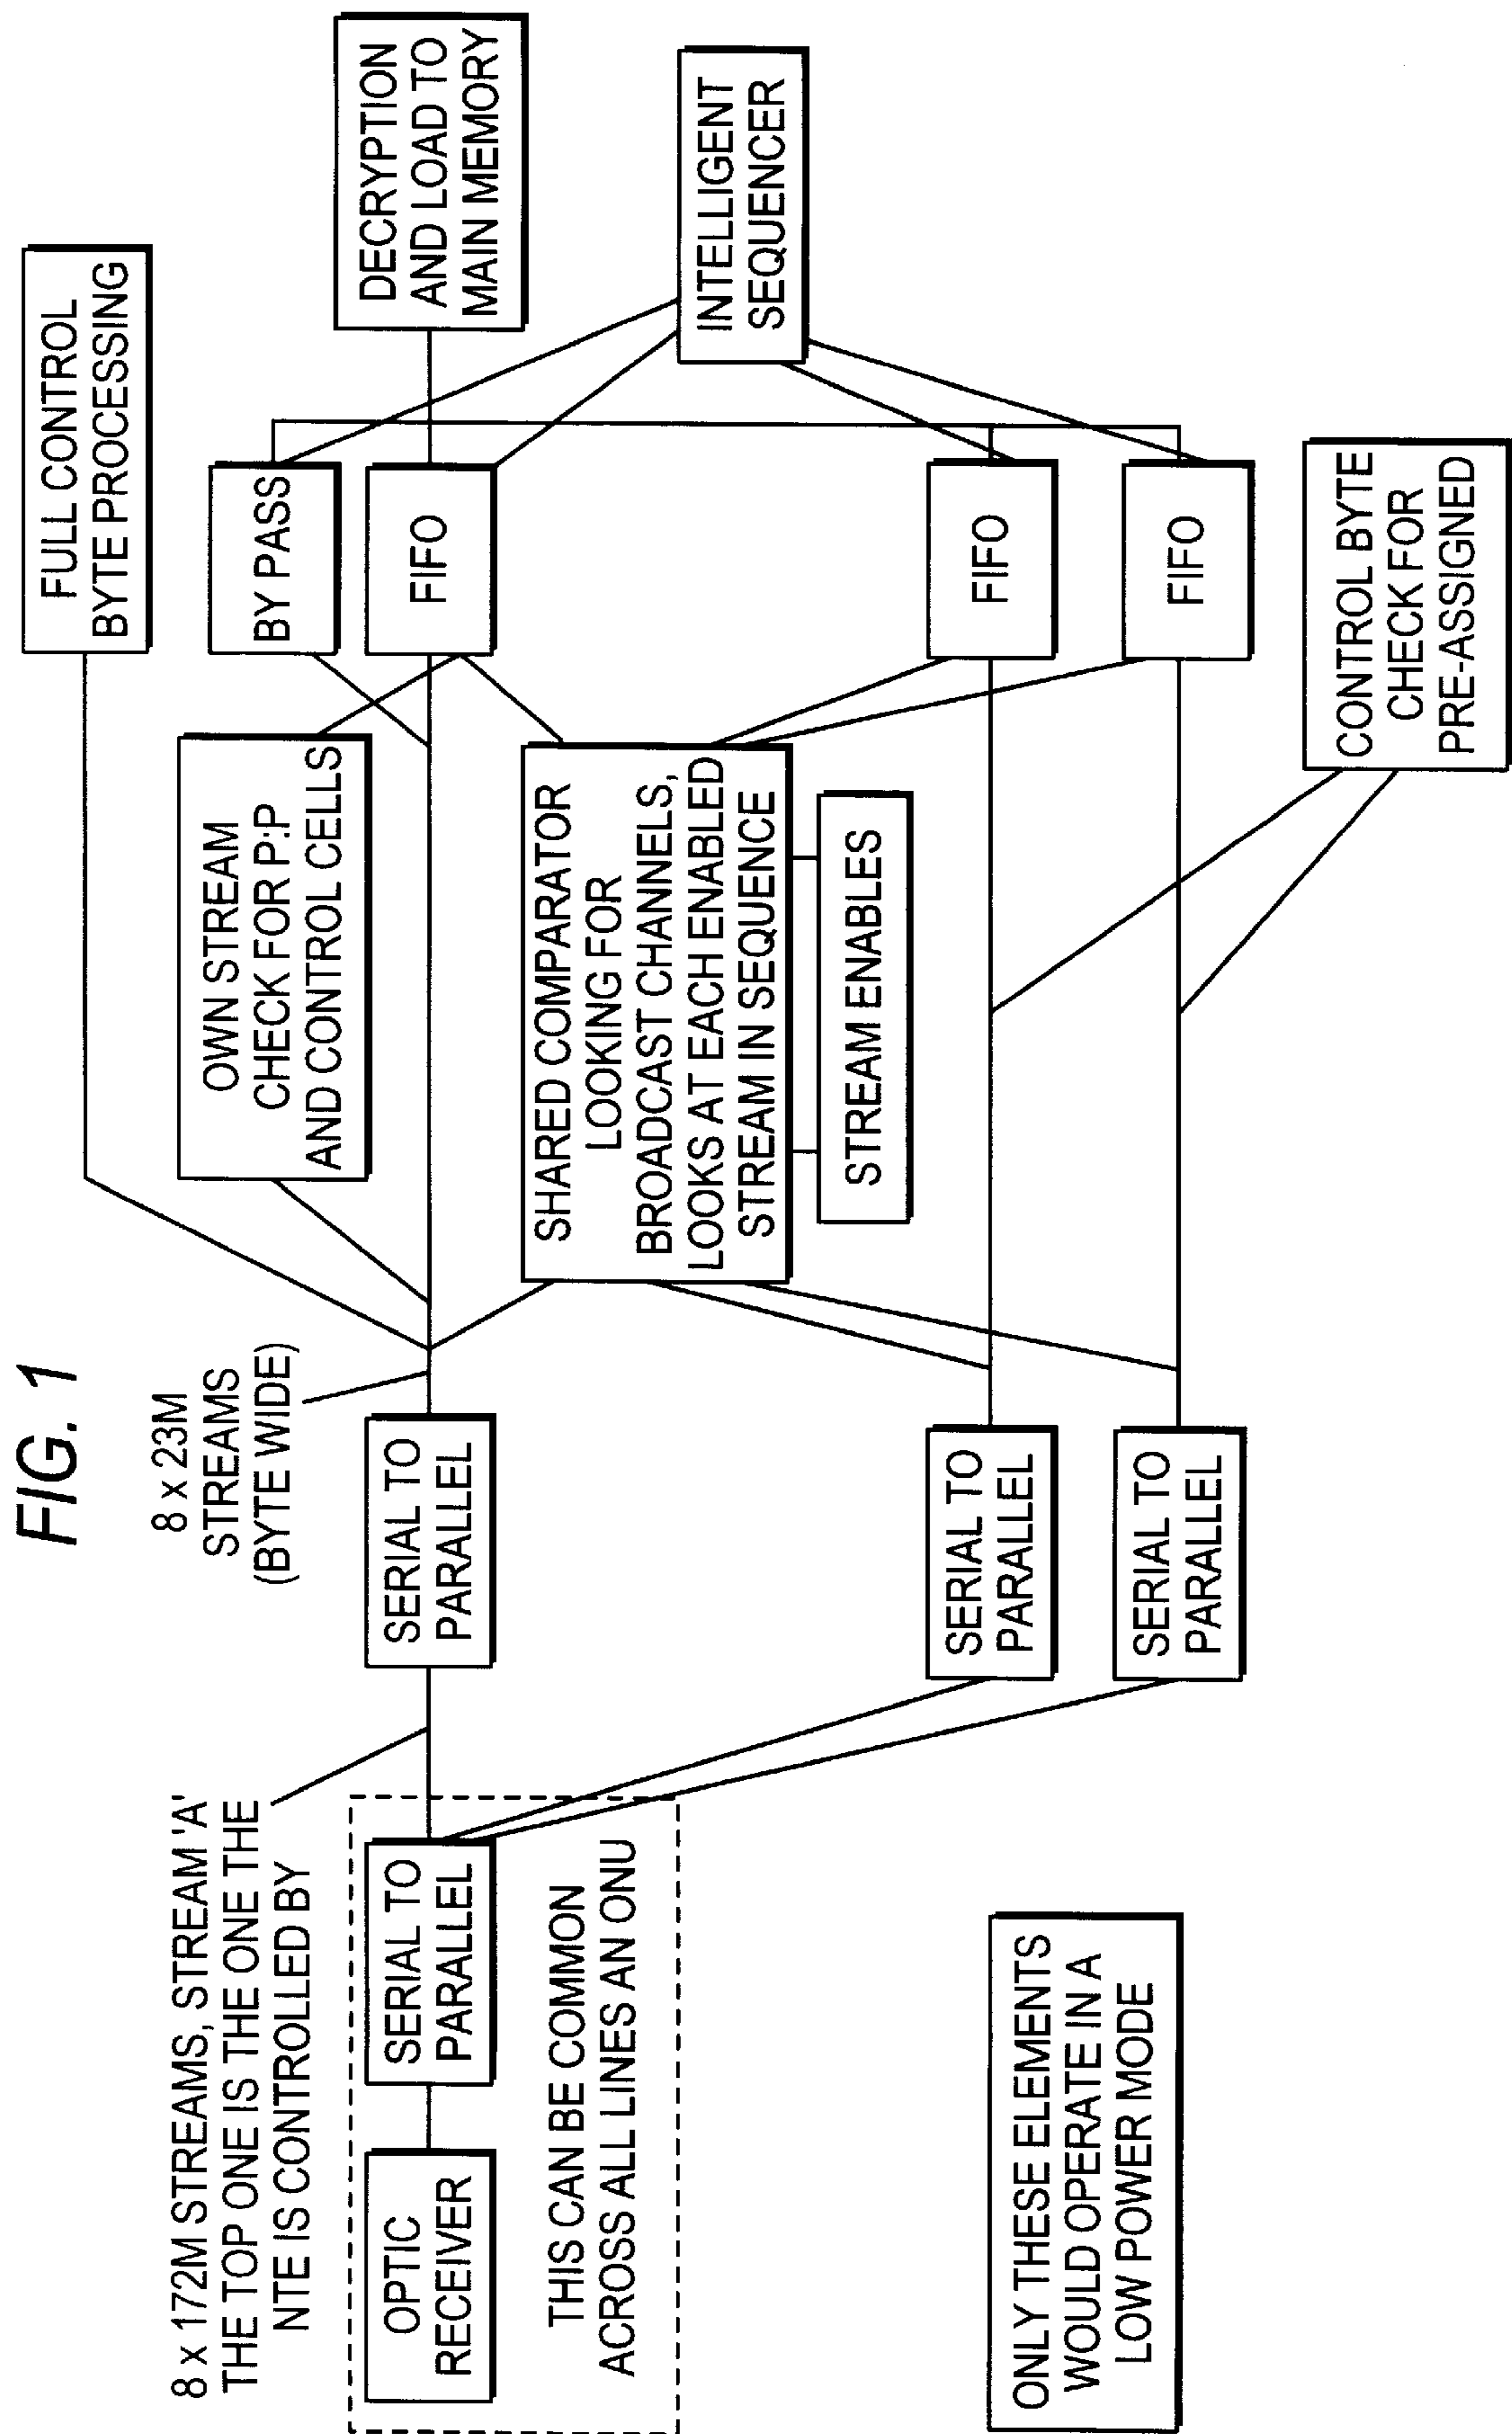 FIG. 1
8 x 172M STREAMS, STREAM 'A'
THE TOP ONE IS THE ONE THE
NTE IS CONTROLLED BY
8 x 23M
STREAMS
(BYTE WIDE)
FULL CONTROL
BYTE PROCESSING
OWN STREAM
CHECK FOR P:P
AND CONTROL CELLS
BY PASS
OPTIC
RECEIVER
SERIAL TO
PARALLEL
SERIAL TO
PARALLEL
FIFO
DECRYPTION
AND LOAD TO
MAIN MEMORY
THIS CAN BE COMMON
ACROSS ALL LINES AN ONU
SHARED COMPARATOR
LOOKING FOR
BROADCAST CHANNELS,
LOOKS AT EACH ENABLED
STREAM IN SEQUENCE
INTELLIGENT
SEQUENCER
STREAM ENABLES
ONLY THESE ELEMENTS
WOULD OPERATE IN A
LOW POWER MODE
SERIAL TO
PARALLEL
FIFO
SERIAL TO
PARALLEL
FIFO
CONTROL BYTE
CHECK FOR
PRE-ASSIGNED